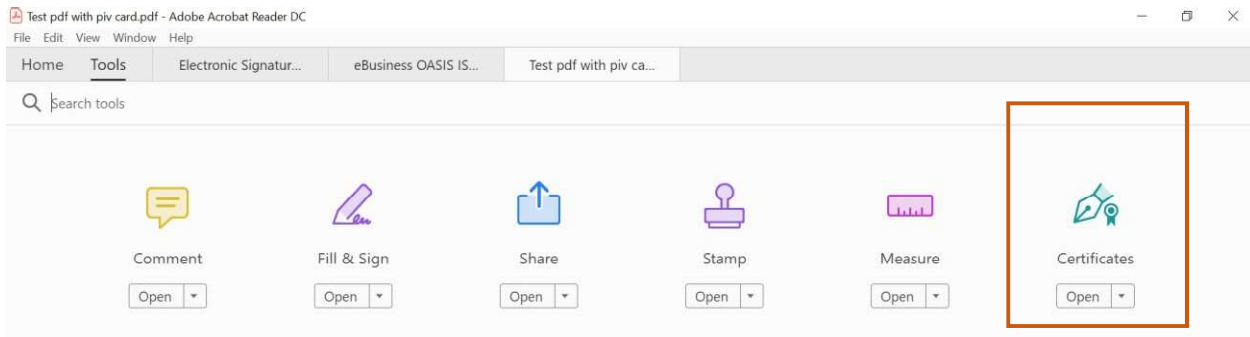 Test pdf with piv card.pdf - Adobe Acrobat Reader DC
File Edit View Window Help
Home Tools Electronic Signatur... eBusiness OASIS IS... Test pdf with piv ca...
Search tools
Comment Fill & Sign Share Stamp Measure Certificates
Open Open Open Open Open Open